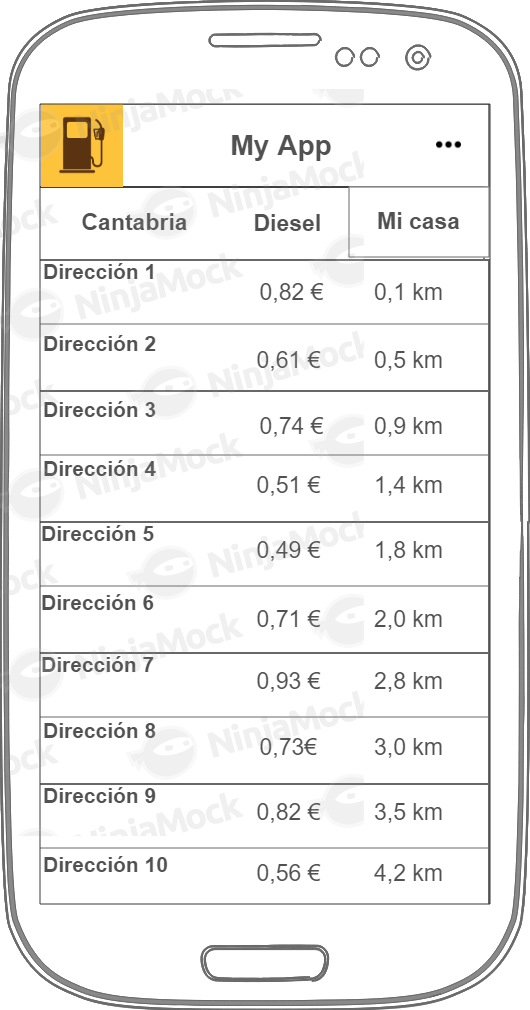 My App
Cantabria Diesel Mi casa
Dirección 1
0,82 € 0,1 km
Dirección 2
0,61 € 0,5 km
Dirección 3
0,74 € 0,9 km
Dirección 4
0,51 € 1,4 km
Dirección 5
0,49 € 1,8 km
Dirección 6
0,71 € 2,0 km
Dirección 7
0,93 € 2,8 km
Dirección 8
0,73€ 3,0 km
Dirección 9
0,82 € 3,5 km
Dirección 10
0,56 € 4,2 km
NinjaMock